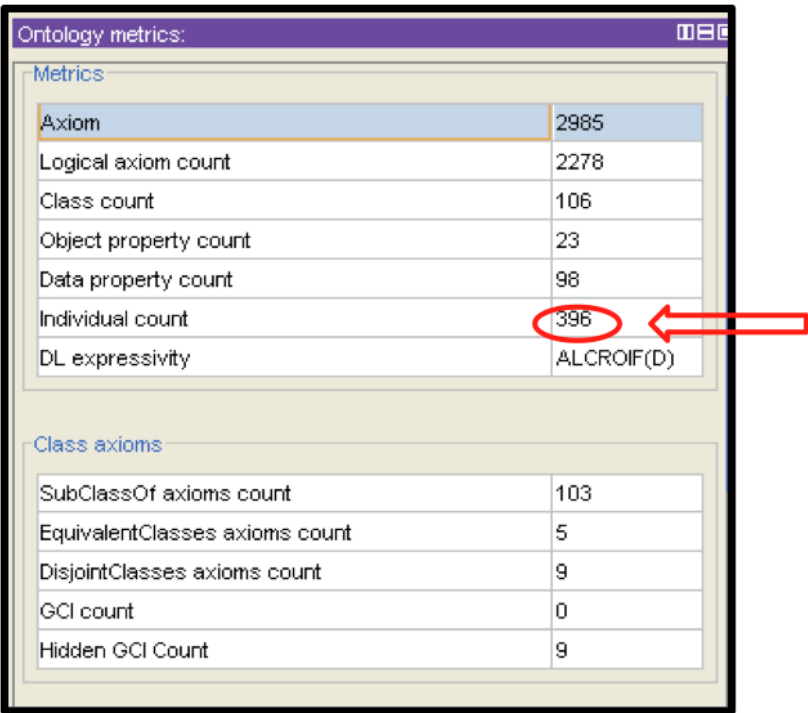 Ontology metrics:
Metrics
Axiom 2985
Logical axiom count 2278
Class count 106
Object property count 23
Data property count 98
Individual count 396
DL expressivity ALCROIF(D)
Class axioms
SubClassOf axioms count 103
EquivalentClasses axioms count 5
DisjointClasses axioms count 9
GCI count 0
Hidden GCI Count 9